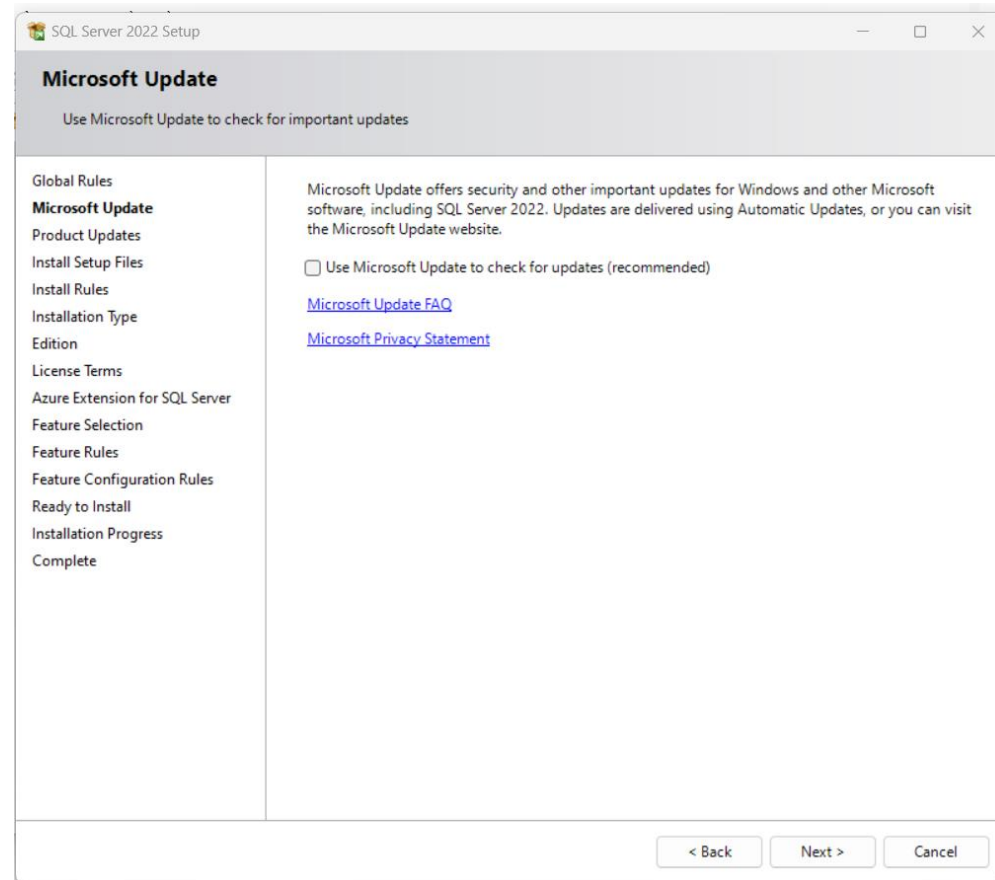 SQL Server 2022 Setup
Microsoft Update
Use Microsoft Update to check for important updates
Global Rules
Microsoft Update
Product Updates
Install Setup Files
Install Rules
Installation Type
Edition
License Terms
Azure Extension for SQL Server
Feature Selection
Feature Rules
Feature Configuration Rules
Ready to Install
Installation Progress
Complete
Microsoft Update offers security and other important updates for Windows and other Microsoft
software, including SQL Server 2022. Updates are delivered using Automatic Updates, or you can visit
the Microsoft Update website.
Use Microsoft Update to check for updates (recommended)
Microsoft Update FAQ
Microsoft Privacy Statement
< Back Next > Cancel